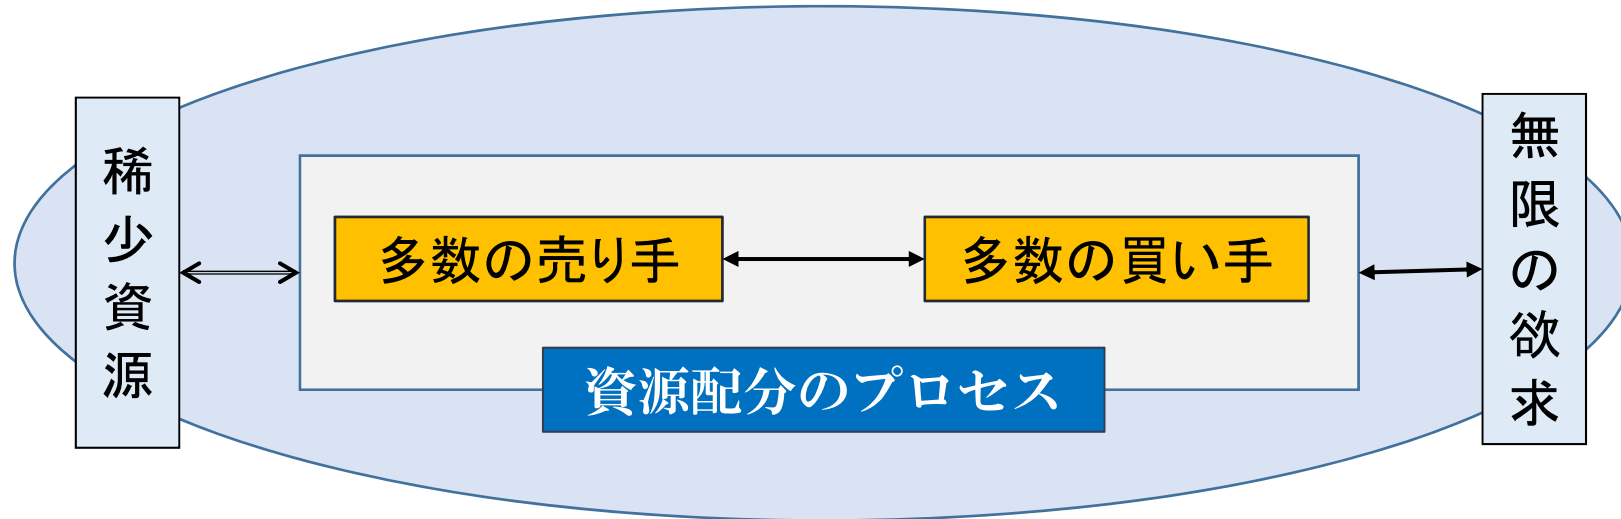 稀少資源
多数の売り手
多数の買い手
資源配分のプロセス
無限の欲求